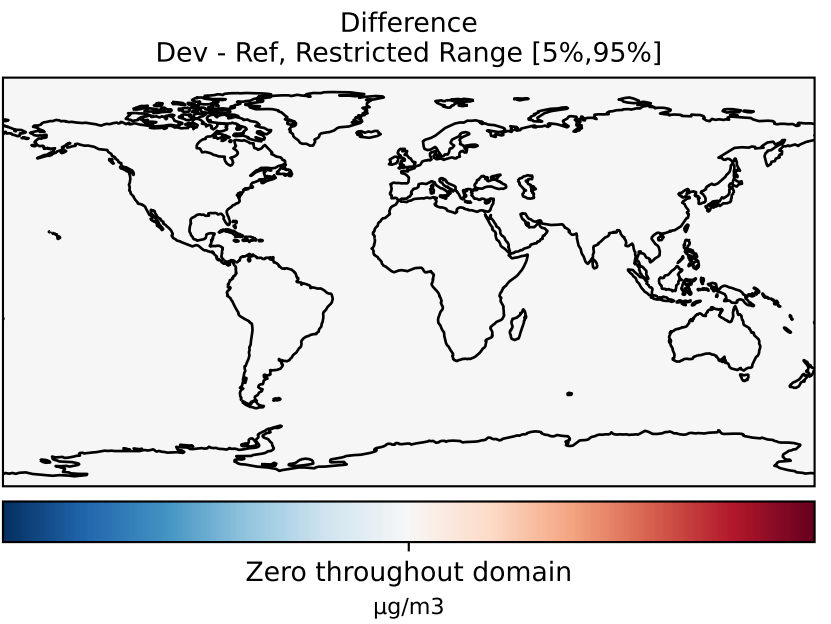 Difference
Dev - Ref, Restricted Range [5%,95%]
Zero throughout domain
μg/m3